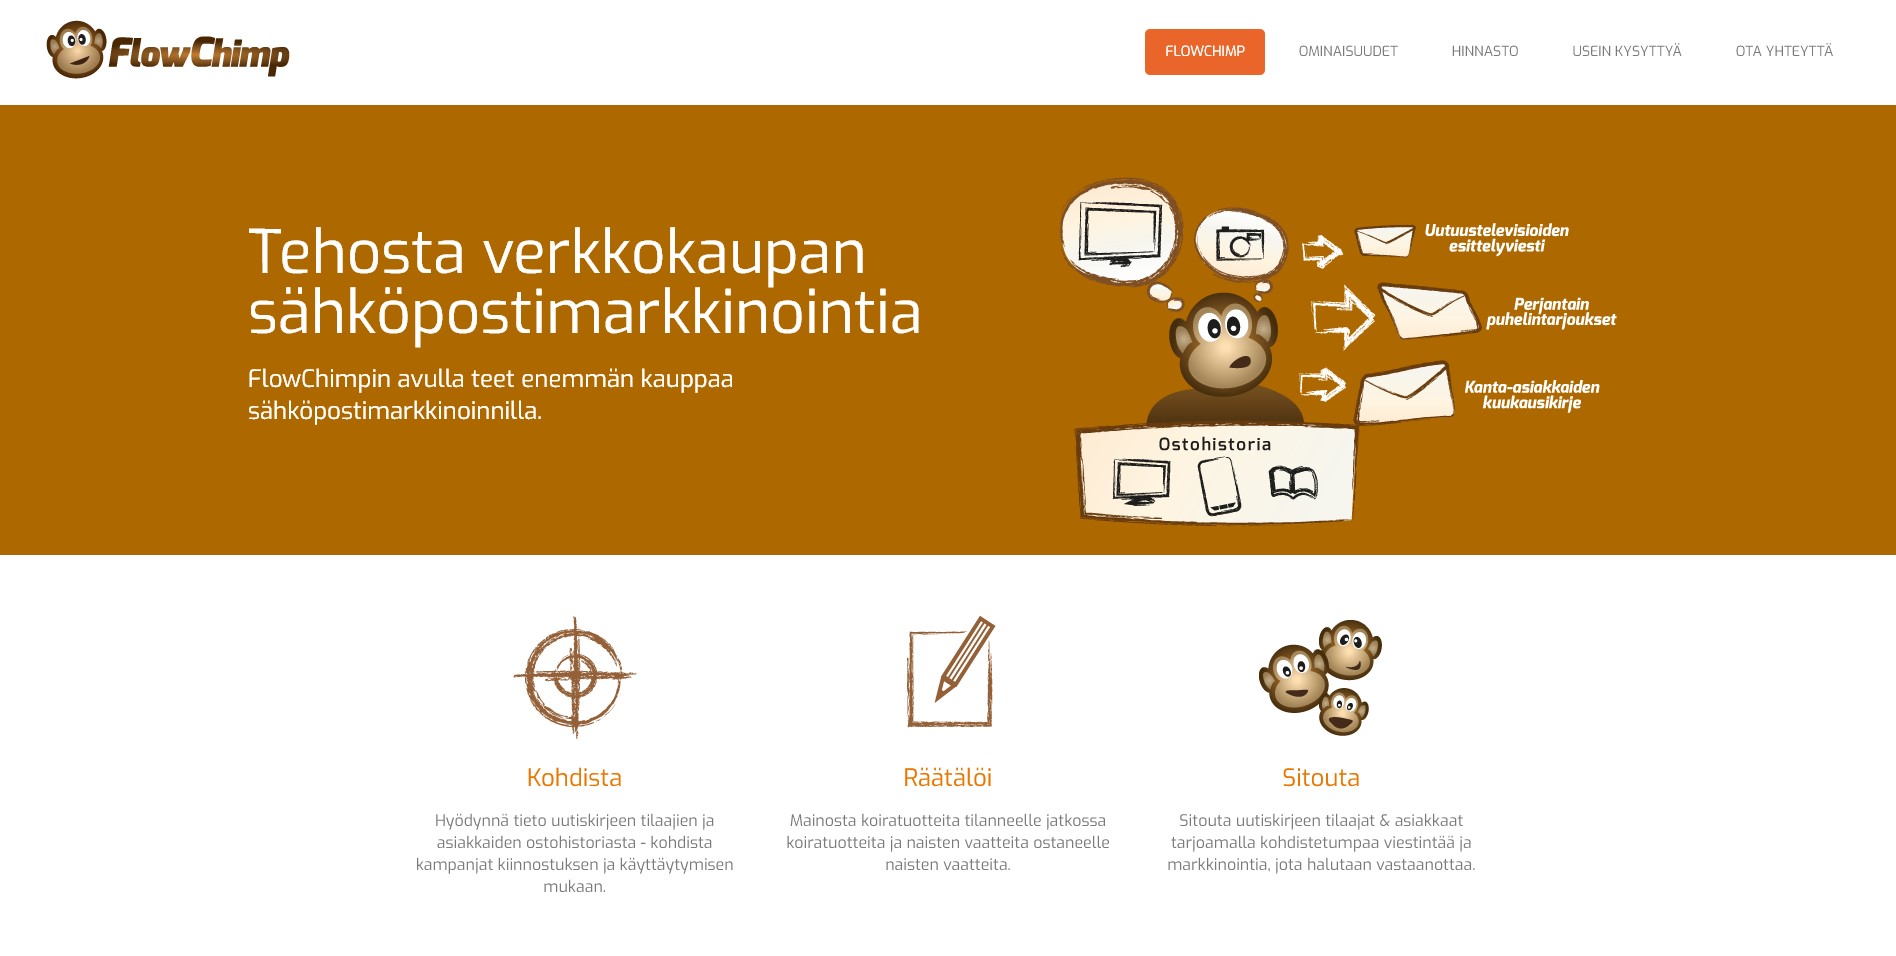 FlowChimp
FLOWCHIMP
OMINAISUUDET
HINNASTO
USEIN KYSYTTYÄ
OTA YHTEYTTÄ
Tehosta verkkokaupan
sähköpostimarkkinointia
FlowChimpin avulla teet enemmän kauppaa
sähköpostimarkkinoinnilla.
Uutuustelevisioiden
esittelyviesti
Perjantain
puhelintarjoukset
Kanta-asiakkaiden
kuukausikirje
Ostohistoria
Kohdista
Hyödynnä tieto uutiskirjeen tilaajien ja
asiakkaiden ostohistoriasta - kohdista
kampanjat kiinnostuksen ja käyttäytymisen
mukaan.
Räätälöi
Mainosta koiratuotteita tilanneelle jatkossa
koiratuotteita ja naisten vaatteita ostaneelle
naisten vaatteita.
Sitouta
Sitouta uutiskirjeen tilaajat & asiakkaat
tarjoamalla kohdistetumpaa viestintää ja
markkinointia, jota halutaan vastaanottaa.